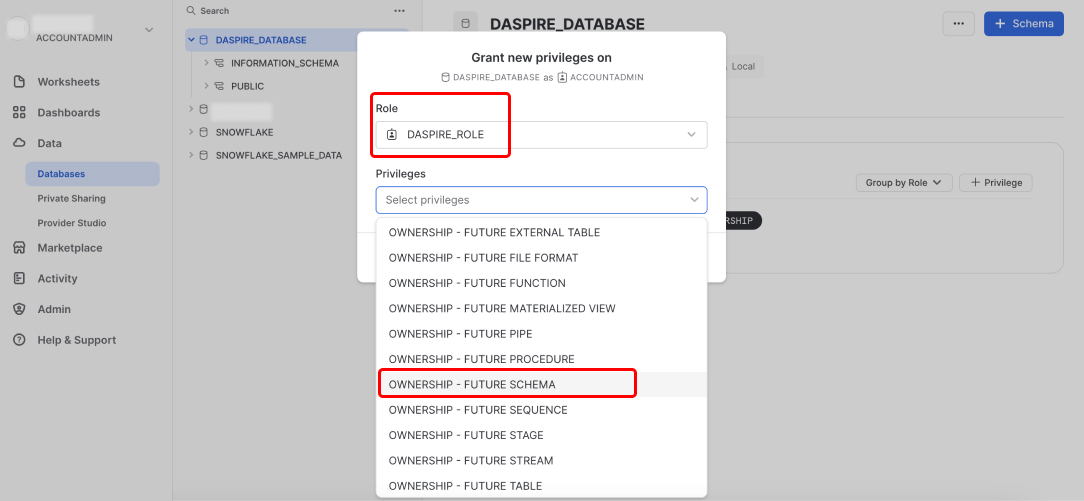 ACCOUNTADMIN
Worksheets
Dashboards
Data
Databases
Private Sharing
Provider Studio
Marketplace
Activity
Admin
Help & Support
Search
DASPIRE_DATABASE
INFORMATION_SCHEMA
PUBLIC
SNOWFLAKE
SNOWFLAKE_SAMPLE_DATA
DASPIRE_DATABASE
+ Schema
Local
Group by Role
+ Privilege
Grant new privileges on
DASPIRE_DATABASE as ACCOUNTADMIN
Role
DASPIRE_ROLE
Privileges
Select privileges
OWNERSHIP - FUTURE EXTERNAL TABLE
OWNERSHIP - FUTURE FILE FORMAT
OWNERSHIP - FUTURE FUNCTION
OWNERSHIP - FUTURE MATERIALIZED VIEW
OWNERSHIP - FUTURE PIPE
OWNERSHIP - FUTURE PROCEDURE
OWNERSHIP - FUTURE SCHEMA
OWNERSHIP - FUTURE SEQUENCE
OWNERSHIP - FUTURE STAGE
OWNERSHIP - FUTURE STREAM
OWNERSHIP - FUTURE TABLE